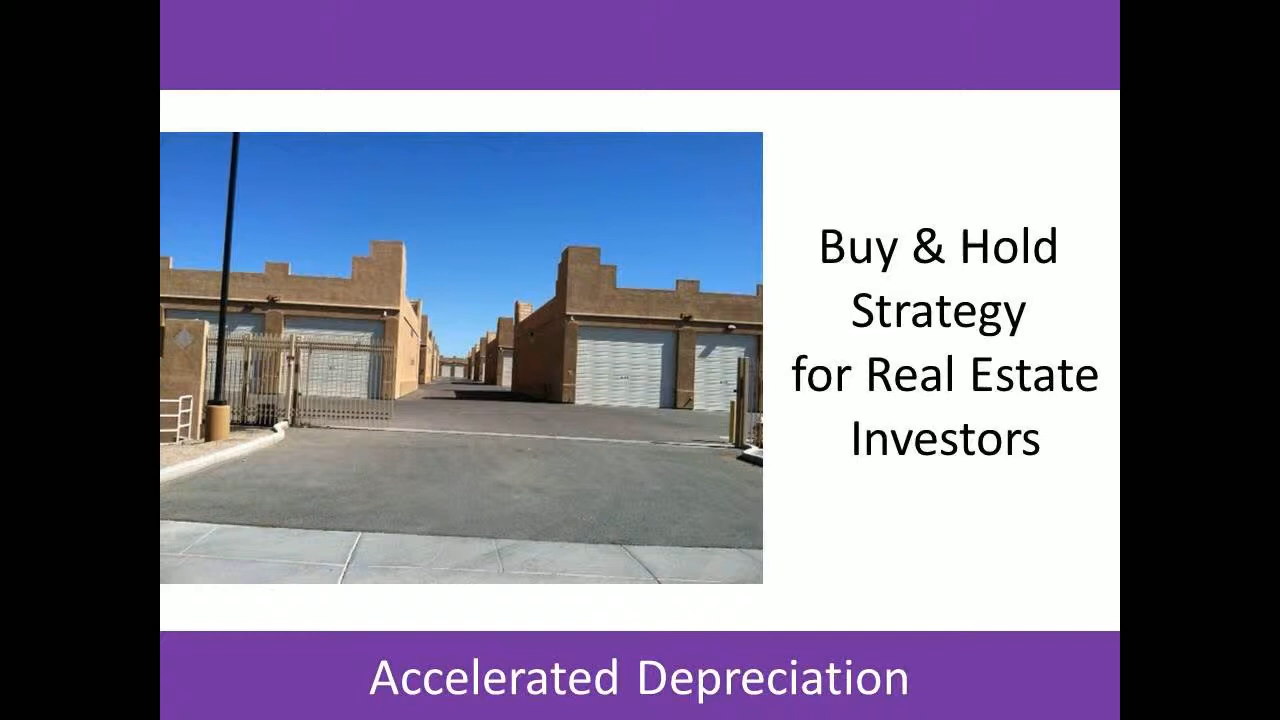 Buy & Hold
Strategy
for Real Estate
Investors
Accelerated Depreciation